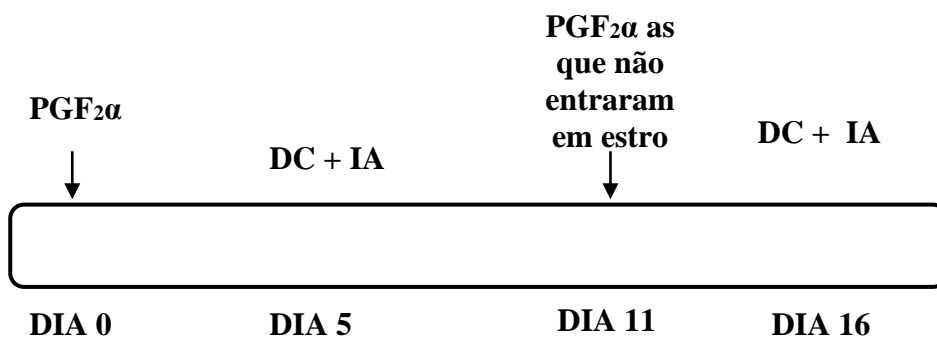 PGF₂α
DC + IA
PGF₂α as
que não
entraram
em estro
DC + IA
DIA 0
DIA 5
DIA 11
DIA 16